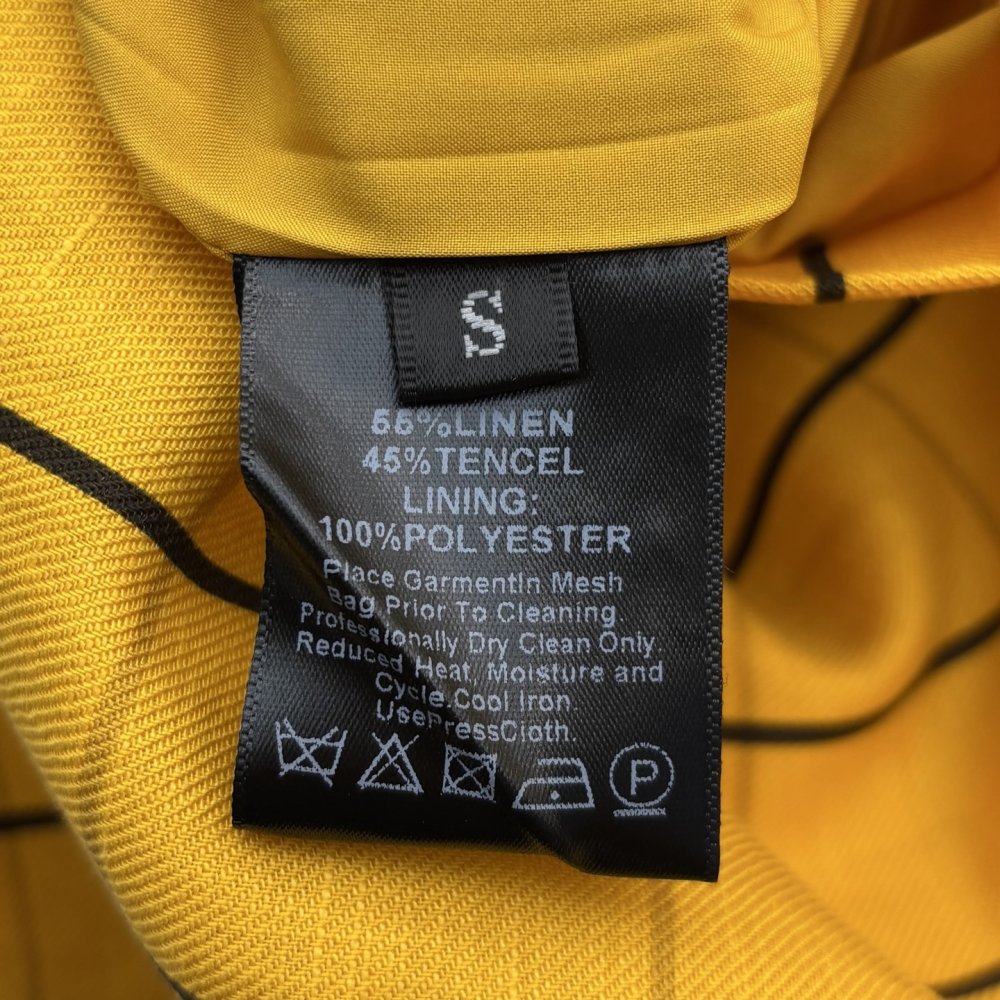 S
55%LINEN
45%TENCEL
LINING:
100%POLYESTER
Place GarmentIn Mesh
Bag,Prior To Cleaning
Professionally Dry Clean Only.
Reduced Heat, Moisture and
Cycle.Cool Iron.
UsePressCloth.
P